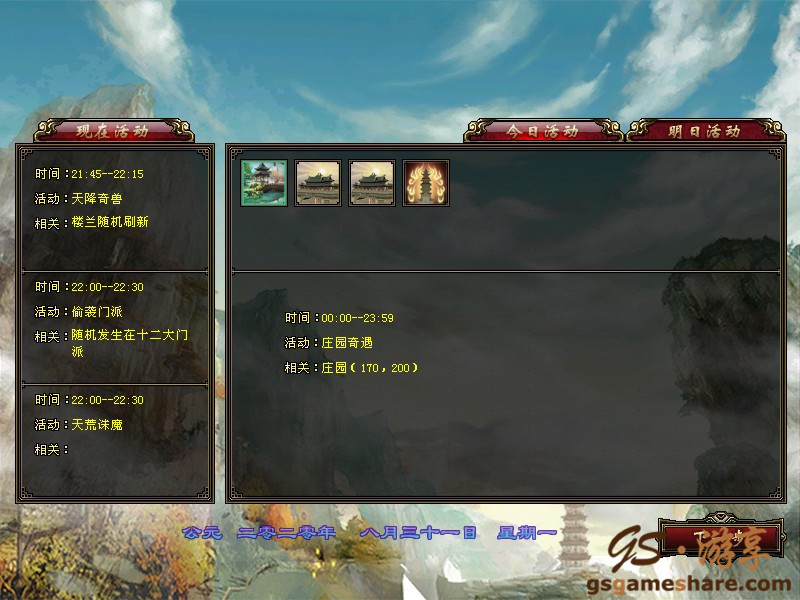 现在活动
今日活动
明日活动
时间：21:45--22:15
活动：天降奇兽
相关：楼兰随机刷新
时间：22:00--22:30
活动：偷袭门派
相关：随机发生在十二大门
派
时间：22:00--22:30
活动：天荒诛魔
相关：
时间：00:00--23:59
活动：庄园奇遇
相关：庄园(170，200)
公元 二零二零年 八月三十一日 星期一
GS·游享
gsgameshare.com